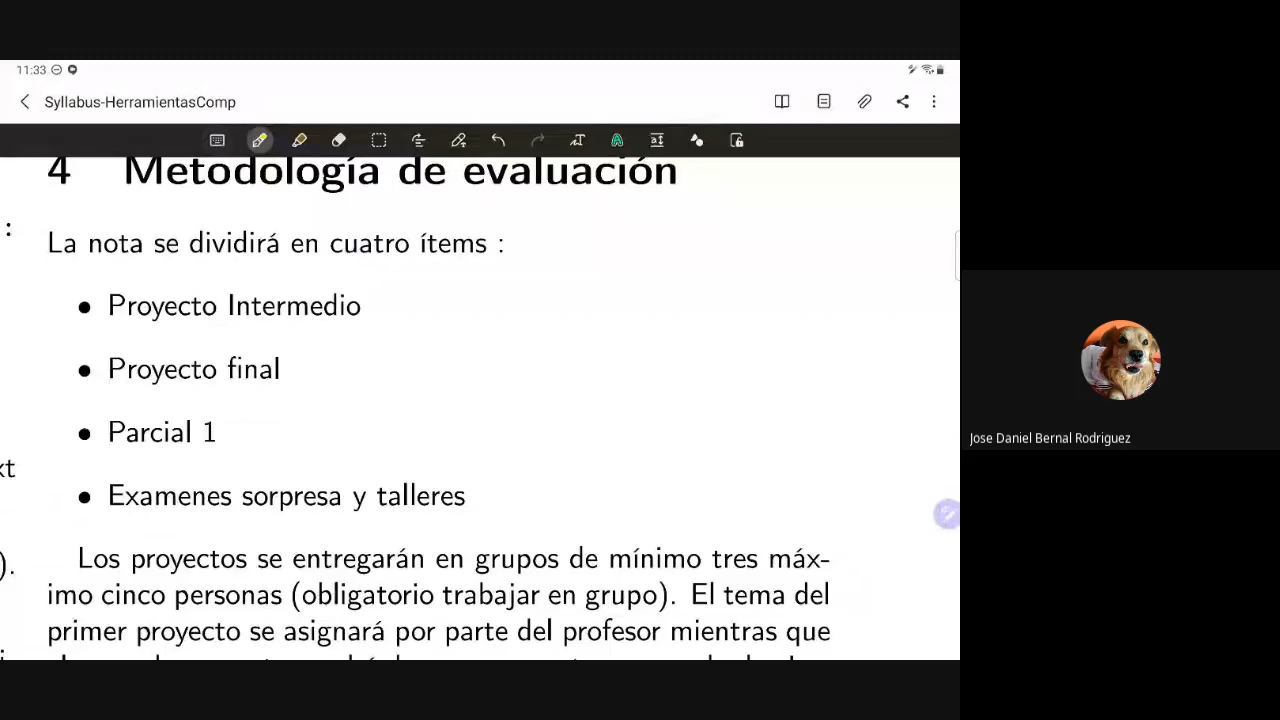 11:33
Syllabus-HerramientasComp
4 Metodología de evaluación
:
La nota se dividirá en cuatro ítems :
• Proyecto Intermedio
• Proyecto final
• Parcial 1
xt
• Examenes sorpresa y talleres
Los proyectos se entregarán en grupos de mínimo tres máx-
).
imo cinco personas (obligatorio trabajar en grupo). El tema del
primer proyecto se asignará por parte del profesor mientras que
Jose Daniel Bernal Rodriguez